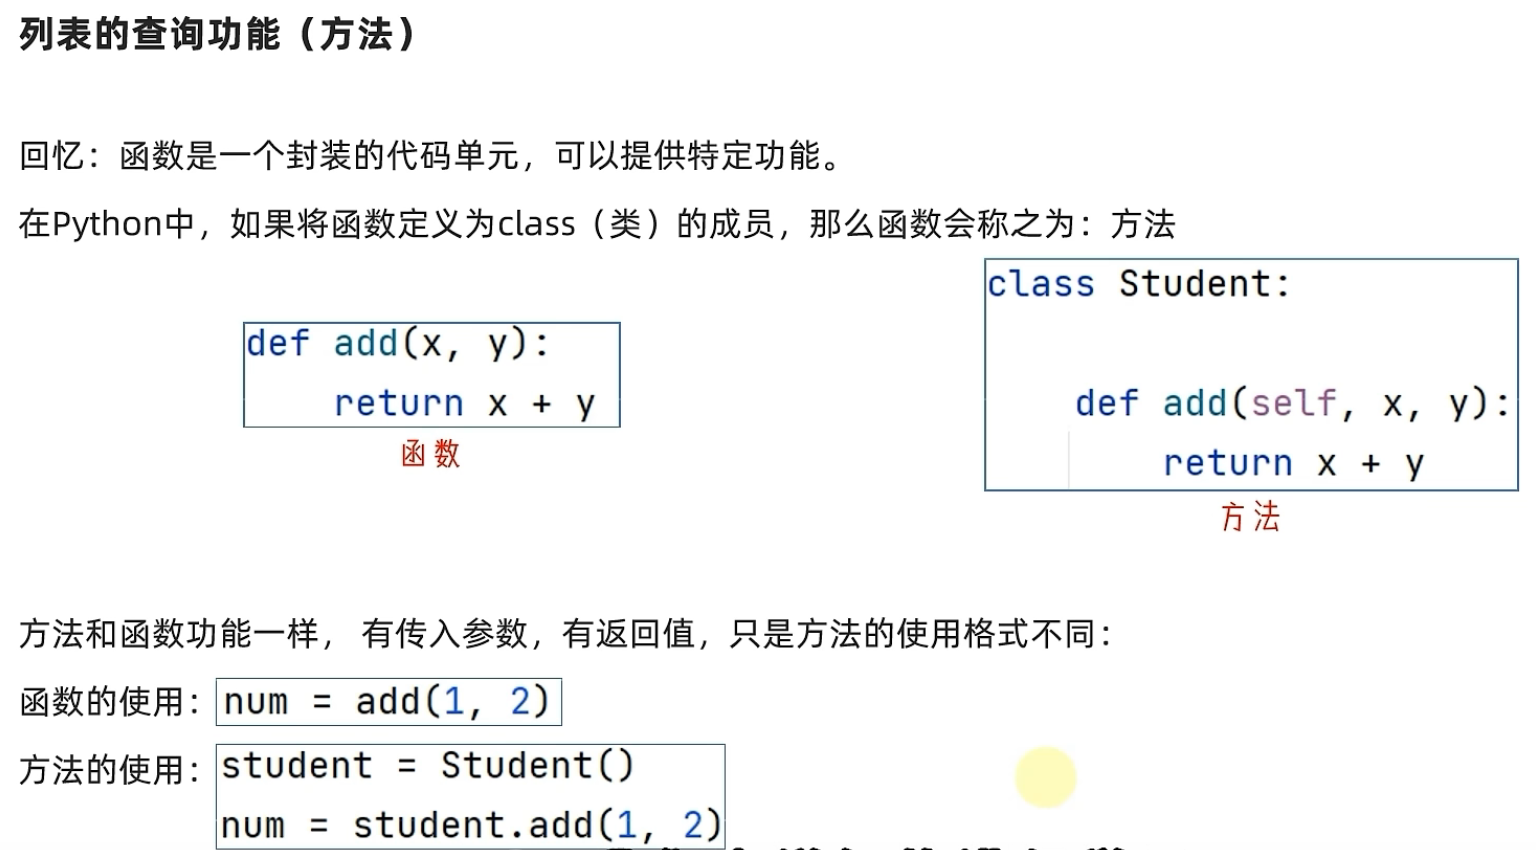 列表的查询功能（方法）
回忆：函数是一个封装的代码单元，可以提供特定功能。
在Python中，如果将函数定义为class（类）的成员，那么函数会称之为：方法
def add(x, y):
    return x + y
函数
class Student:
    def add(self, x, y):
        return x + y
方法
方法和函数功能一样， 有传入参数，有返回值，只是方法的使用格式不同：
函数的使用： num = add(1, 2)
方法的使用： student = Student()
num = student.add(1, 2)